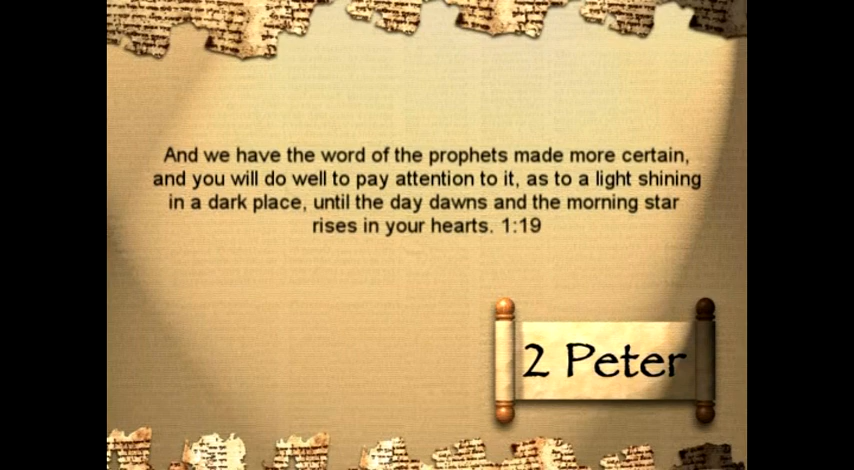 And we have the word of the prophets made more certain,
and you will do well to pay attention to it, as to a light shining
in a dark place, until the day dawns and the morning star
rises in your hearts. 1:19
2 Peter